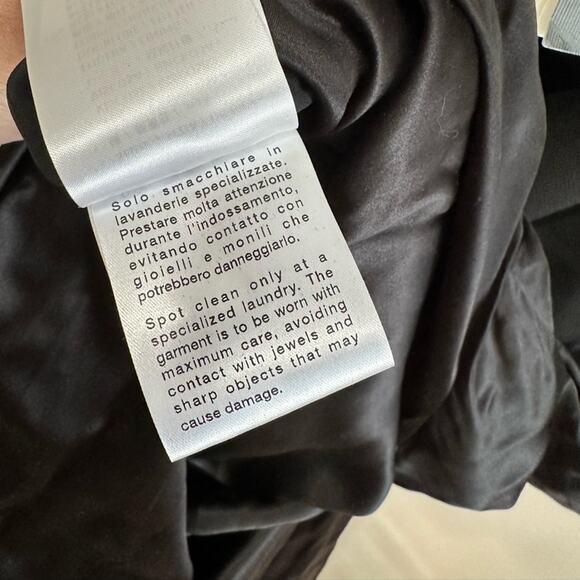 Solo smacchiare in
lavanderie specializzate.
Prestare molta attenzione
durante l'indossamento,
evitando contatto con
gioielli e monili che
potrebbero danneggiarlo.
Spot clean only at a
specialized laundry. The
garment is to be worn with
maximum care, avoiding
contact with jewels and
sharp objects that may
cause damage.